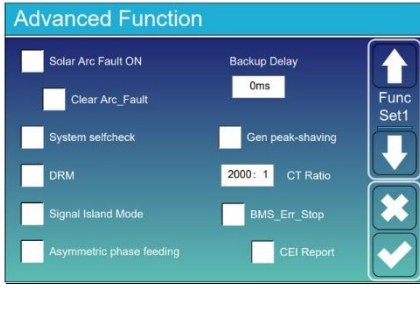 Advanced Function
Solar Arc Fault ON
Backup Delay
0ms
Clear Arc_Fault
Func
Set1
System selfcheck
Gen peak-shaving
DRM
2000: 1 CT Ratio
Signal Island Mode
BMS_Err_Stop
Asymmetric phase feeding
CEI Report